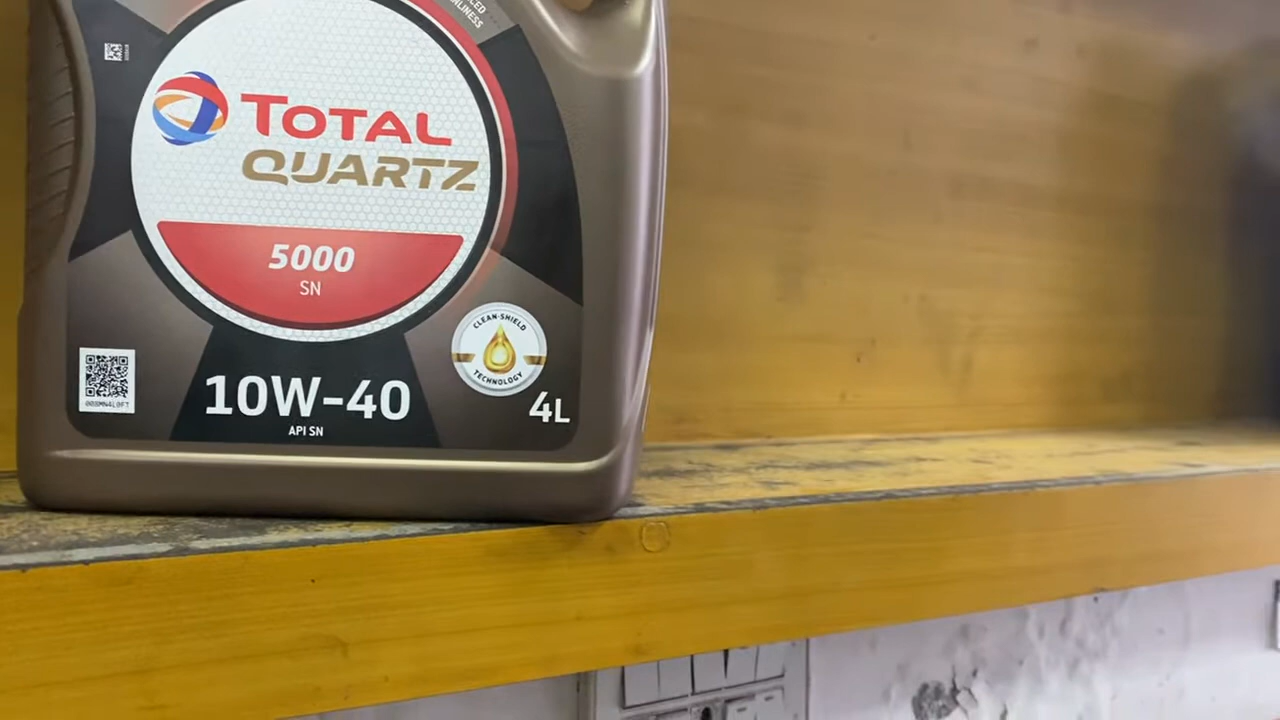 TOTAL
QUARTZ
5000
SN
CLEAN-SHIELD
TECHNOLOGY
10W-40
4L
API SN